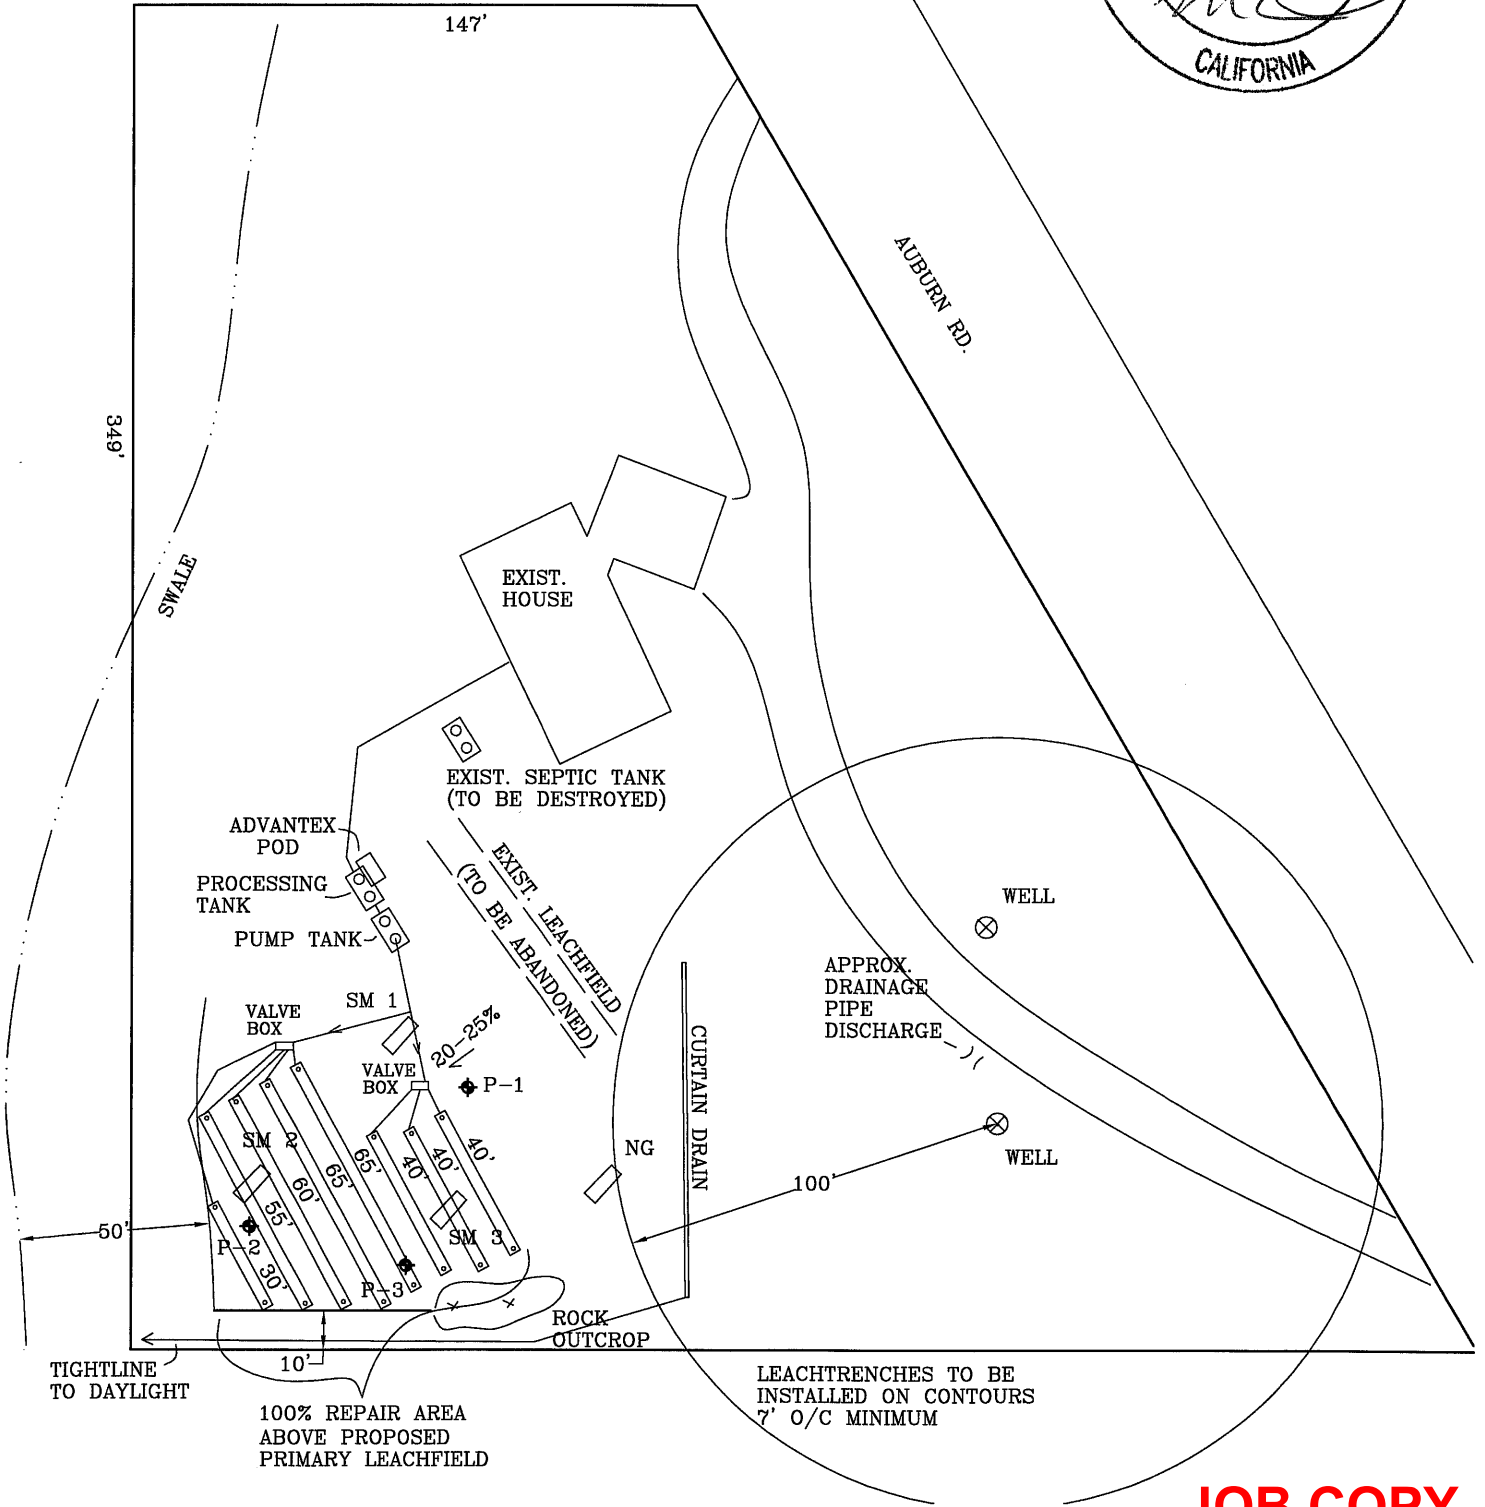 147'
CALIFORNIA
AUBURN RD.
349'
SWALE
EXIST.
HOUSE
EXIST. SEPTIC TANK
(TO BE DESTROYED)
ADVANTEX
POD
PROCESSING
TANK
PUMP TANK
EXIST. LEACHFIELD
(TO BE ABANDONED)
WELL
APPROX.
DRAINAGE
PIPE
DISCHARGE
SM 1
VALVE
BOX
20-25%
VALVE
BOX
P-1
CURTAIN DRAIN
NG
WELL
100'
SM 2
40'
40'
40'
65'
65'
60'
55'
30'
SM 3
50'
P-2
P-3
ROCK
OUTCROP
10'
TIGHTLINE
TO DAYLIGHT
LEACHTRENCHES TO BE
INSTALLED ON CONTOURS
7' O/C MINIMUM
100% REPAIR AREA
ABOVE PROPOSED
PRIMARY LEACHFIELD
JOB COPY